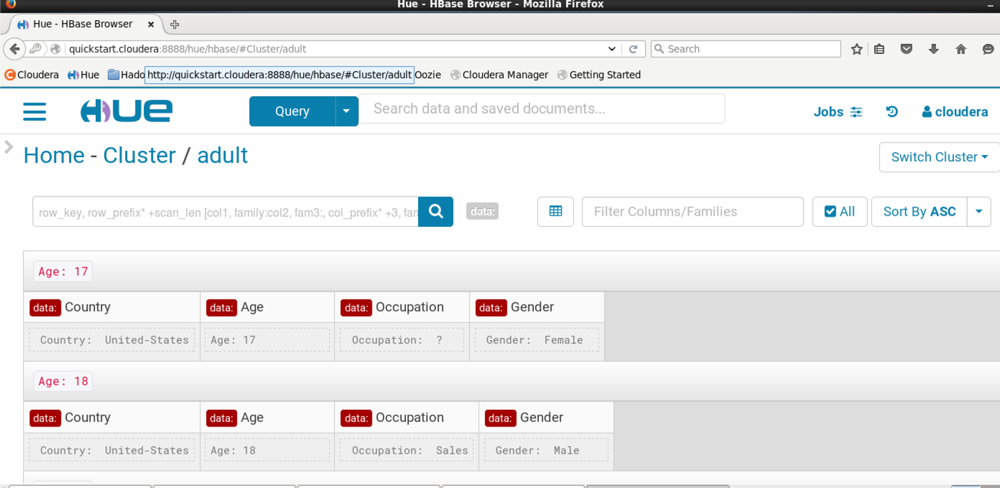 Hue - HBase Browser - Mozilla Firefox
Hue - HBase Browser
quickstart.cloudera:8888/hue/hbase/#Cluster/adult
Search
Cloudera Hue Hado http://quickstart.cloudera:8888/hue/hbase/#Cluster/adult Oozie Cloudera Manager Getting Started
HUE Query Search data and saved documents... Jobs cloudera
Home - Cluster / adult Switch Cluster
row_key, row_prefix* +scan_len [col1, family:col2, fam3:, col_prefix* +3, fan data: Filter Columns/Families All Sort By ASC
Age: 17
data: Country data: Age data: Occupation data: Gender
Country: United-States Age: 17 Occupation: ? Gender: Female
Age: 18
data: Country data: Age data: Occupation data: Gender
Country: United-States Age: 18 Occupation: Sales Gender: Male